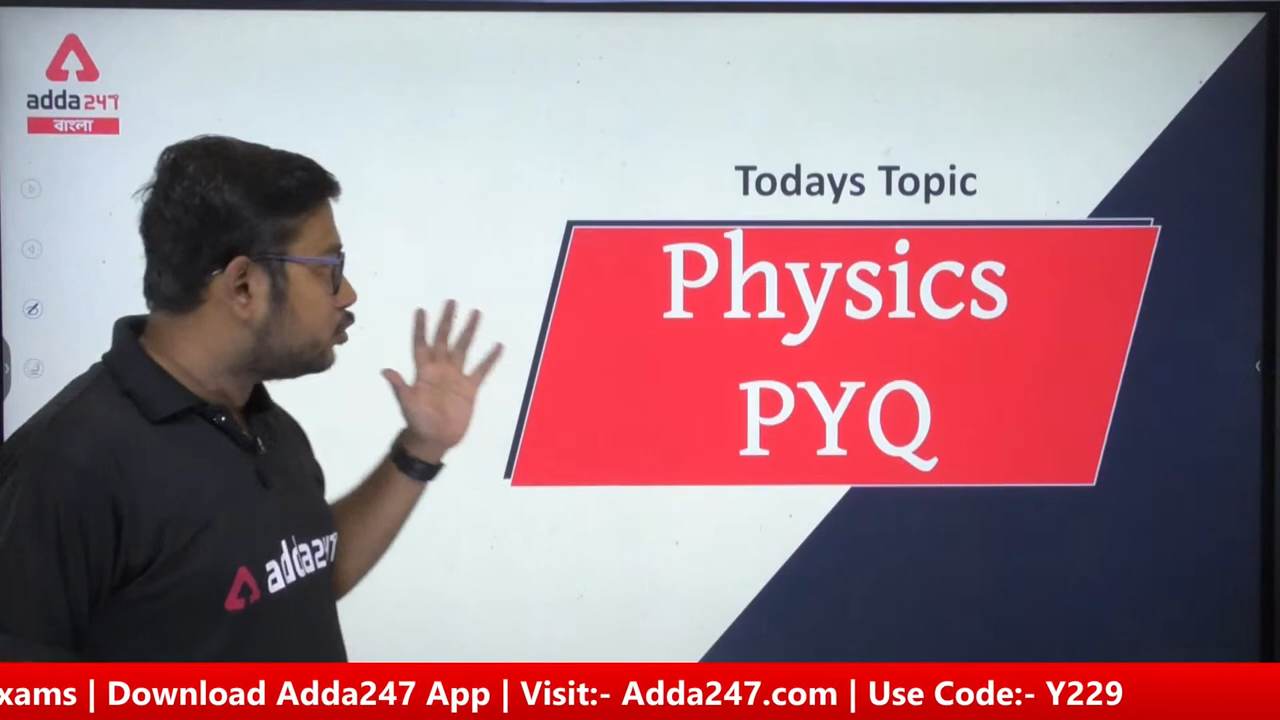 adda247
বাংলা
Todays Topic
Physics
PYQ
adda247
xams | Download Adda247 App | Visit:- Adda247.com | Use Code:- Y229